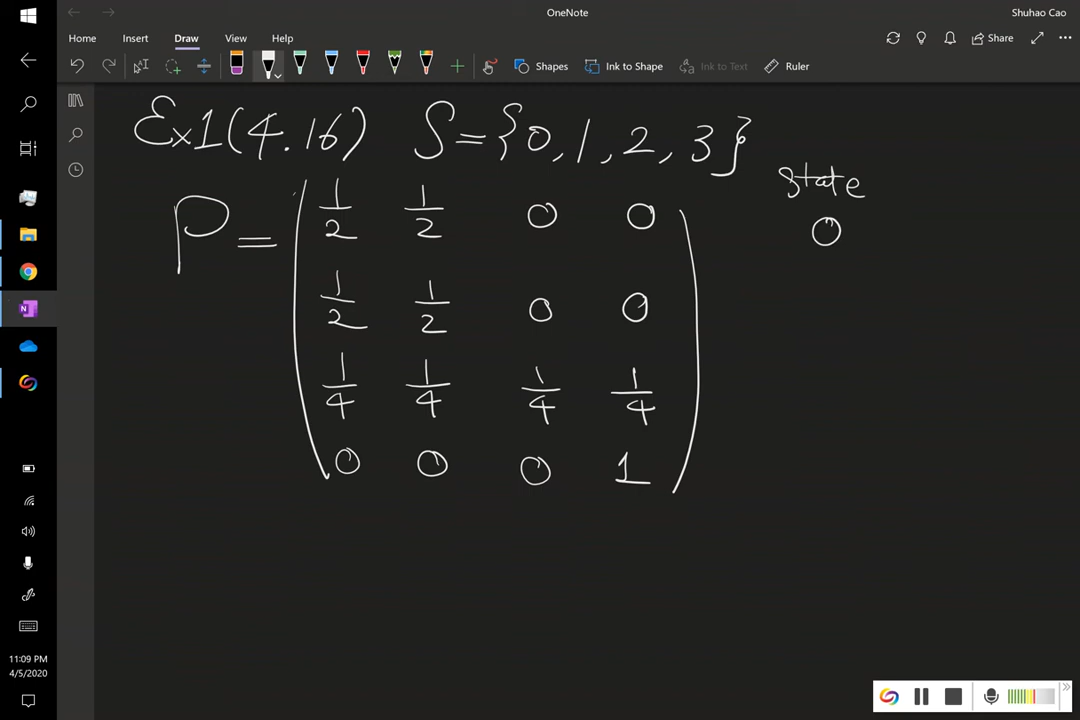 OneNote
Shuhao Cao
Home Insert Draw View Help
Share
Shapes Ink to Shape Ink to Text Ruler
Ex1(4.16) S={0,1,2,3}
state
0
P= ( 1/2 1/2 0 0
1/2 1/2 0 0
1/4 1/4 1/4 1/4
0 0 0 1 )
11:09 PM
4/5/2020